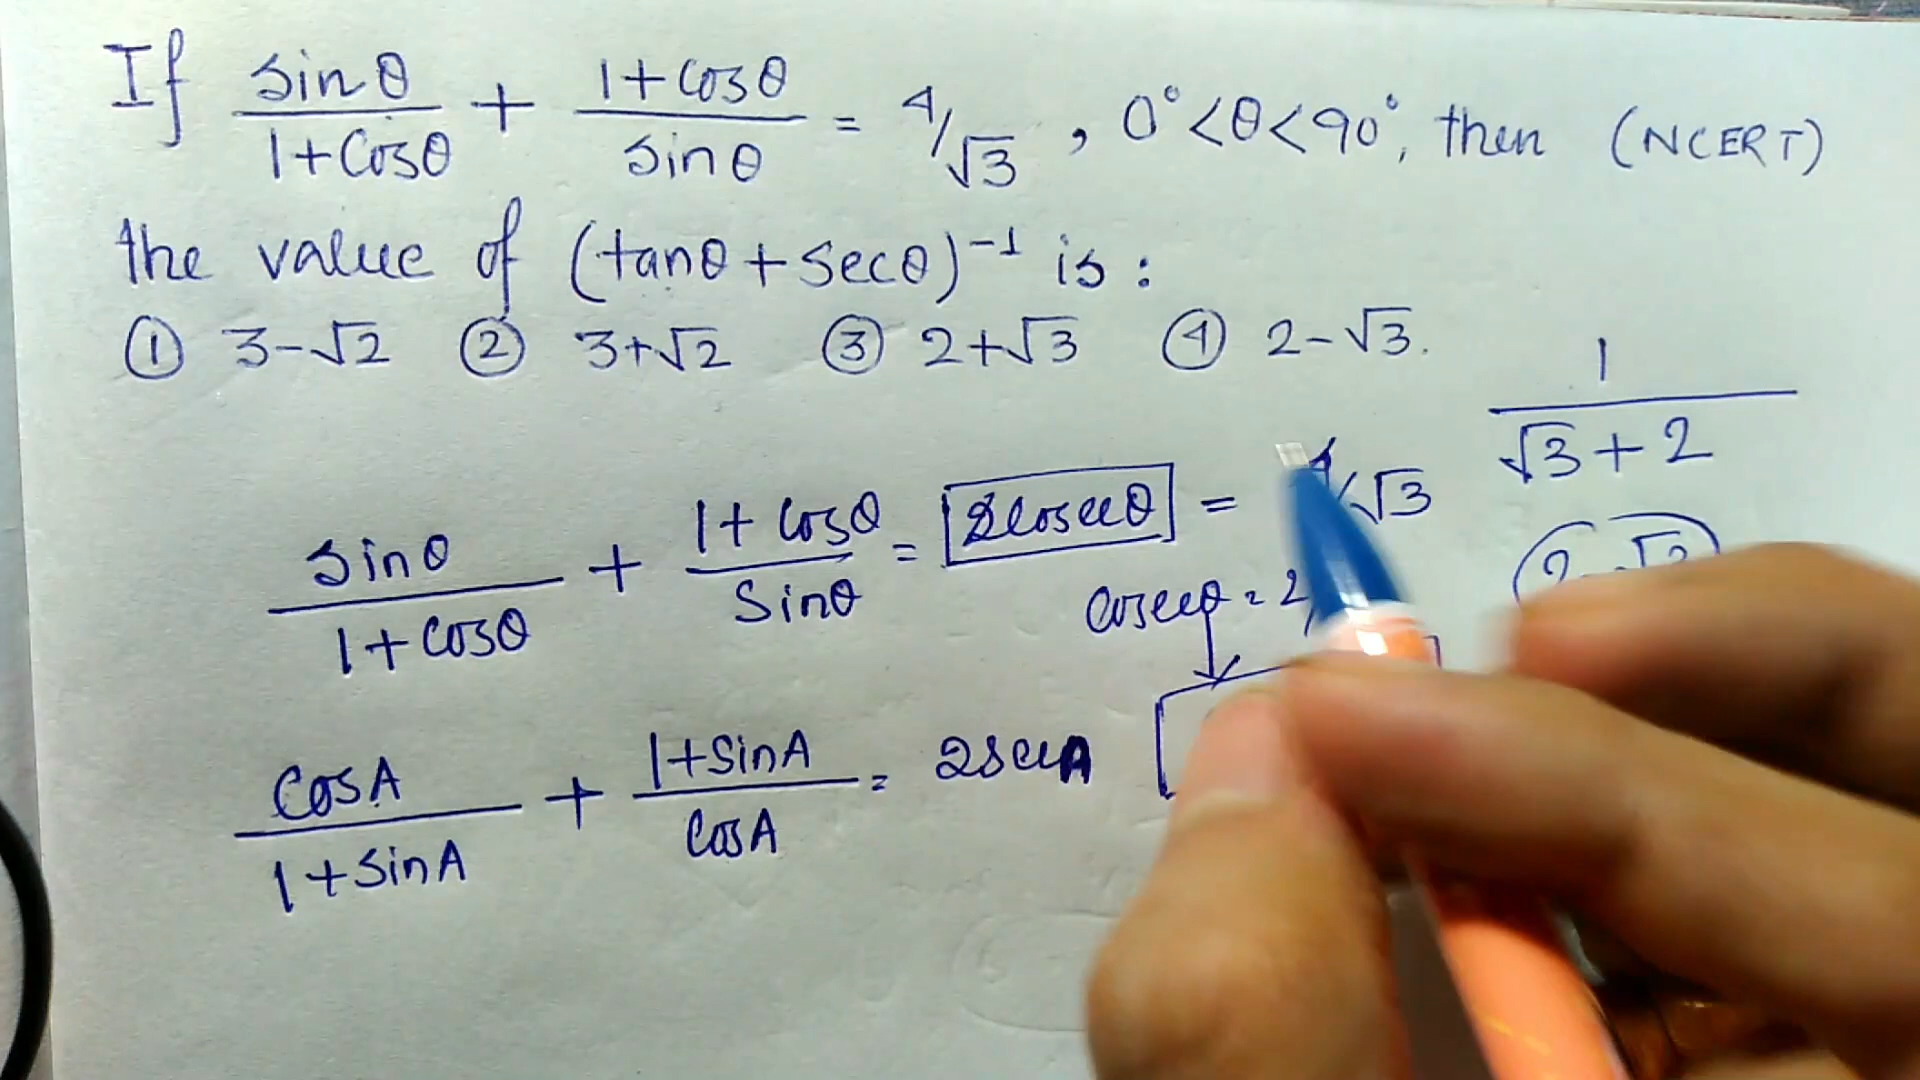 If sinθ/1+cosθ + 1+cosθ/sinθ = 4/√3, 0°<θ<90°, then (NCERT)
the value of (tanθ+secθ)⁻¹ is:
① 3-√2 ② 3+√2 ③ 2+√3 ④ 2-√3.
1/√3+2
sinθ/1+cosθ + 1+cosθ/sinθ = 2cosecθ = 4/√3
cosecθ = 2
cosA/1+sinA + 1+sinA/cosA = 2secA